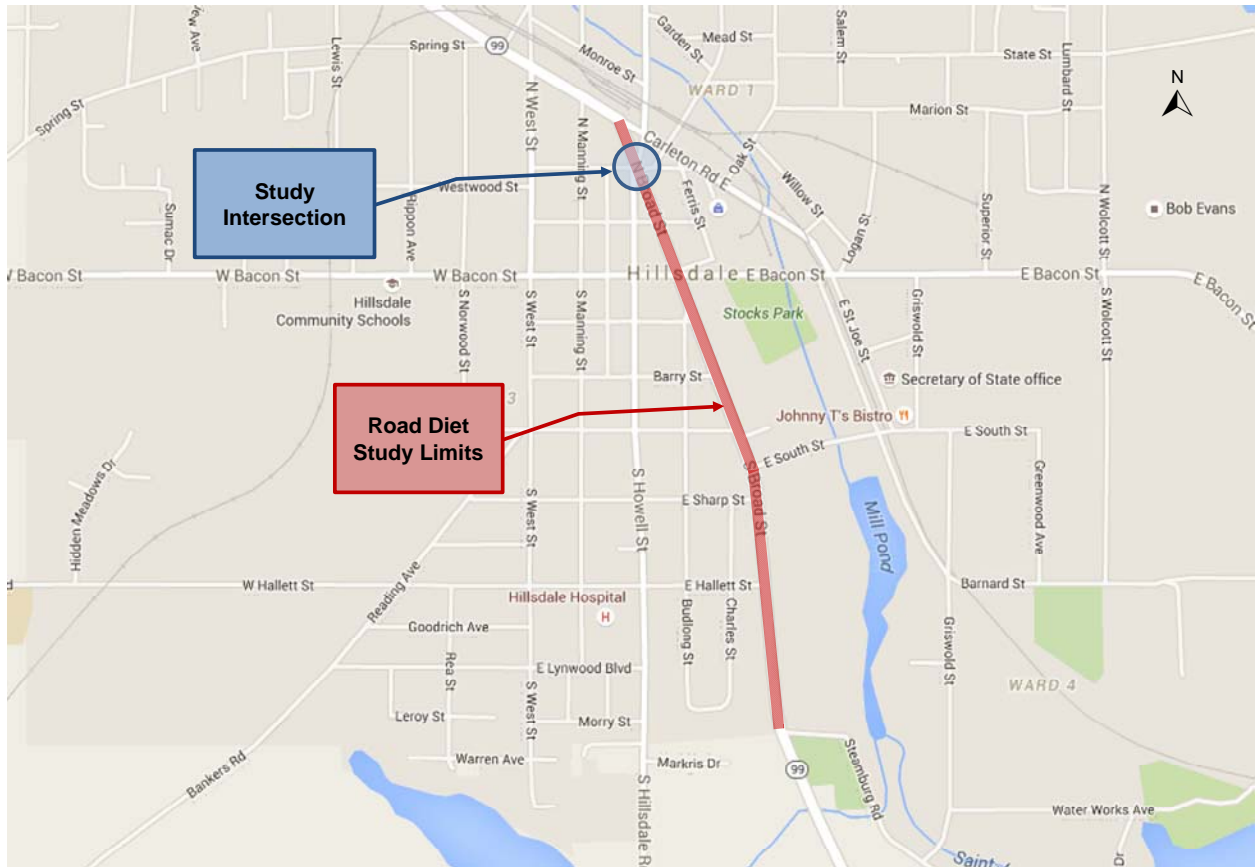 New Ave
Lewis St
Spring St
99
Monroe St
Garden St
Mead St
Salem St
State St
Lumbard St
N
WARD 1
Marion St
Spring St
N West St
N Manning St
Carleton Rd E
E Oak St
Study
Intersection
Westwood St
N Broad St
Ferris St
Willow St
Logan St
Superior St
N Wolcott St
Bob Evans
Sumac Dr
Rippon Ave
W Bacon St
W Bacon St
W Bacon St
Hillsdale
E Bacon St
E Bacon St
E Bacon St
Hillsdale
Community Schools
S Norwood St
S West St
S Manning St
Stocks Park
E St Joe St
Griswold St
S Wolcott St
Barry St
Secretary of State office
3
Road Diet
Study Limits
Johnny T's Bistro
E South St
E South St
Hidden Meadows Dr
S West St
S Howell St
E Sharp St
S Broad St
Mill Pond
Greenwood Ave
W Hallett St
Reading Ave
E Hallett St
Barnard St
Hillsdale Hospital
H
Goodrich Ave
Rea St
Budlong St
Charles St
Griswold St
E Lynwood Blvd
S West St
WARD 4
Leroy St
Morry St
Bankers Rd
Warren Ave
Markris Dr
99
Steamburg Rd
S Hillsdale Rd
Water Works Ave
Saint